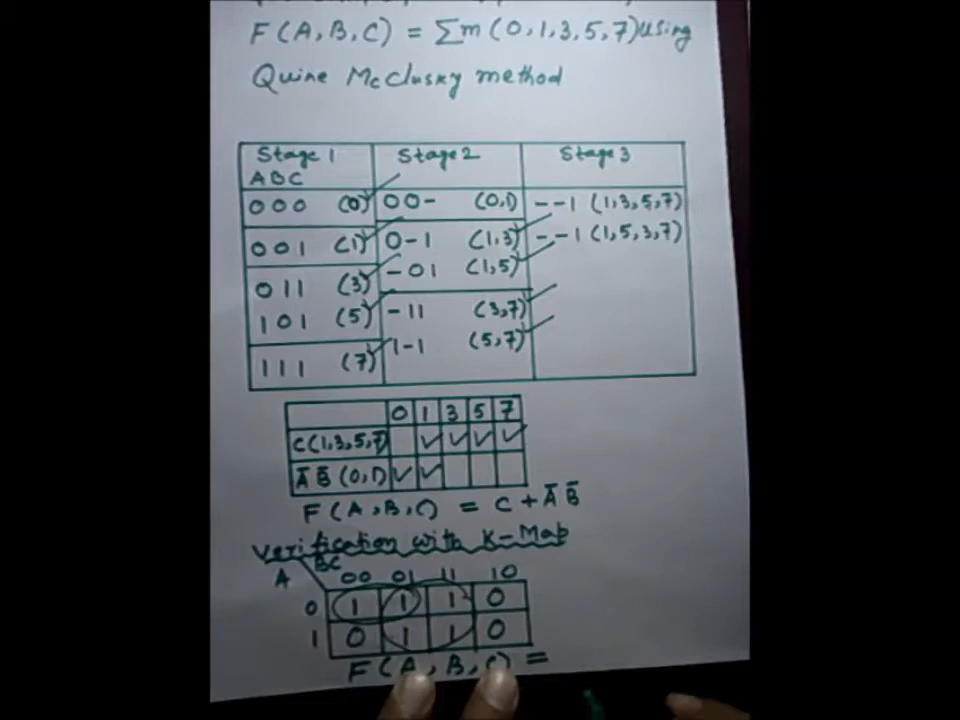 F (A, B, C) = Σm (0, 1, 3, 5, 7) using
Quine McClusky method
Stage 1 Stage 2 Stage 3
ABC
000 (0) 00- (0,1) --1 (1,3,5,7)
001 (1) 0-1 (1,3) --1 (1,5,3,7)
-01 (1,5)
011 (3) -11 (3,7)
101 (5) 1-1 (5,7)
111 (7)
0 1 3 5 7
C(1,3,5,7) ✓ ✓ ✓ ✓
A̅ B̅ (0,1) ✓ ✓
F (A, B, C) = C + A̅ B̅
Verification with K-Map
A BC 00 01 11 10
0 1 1 1 0
1 0 1 1 0
F (A, B, C) =